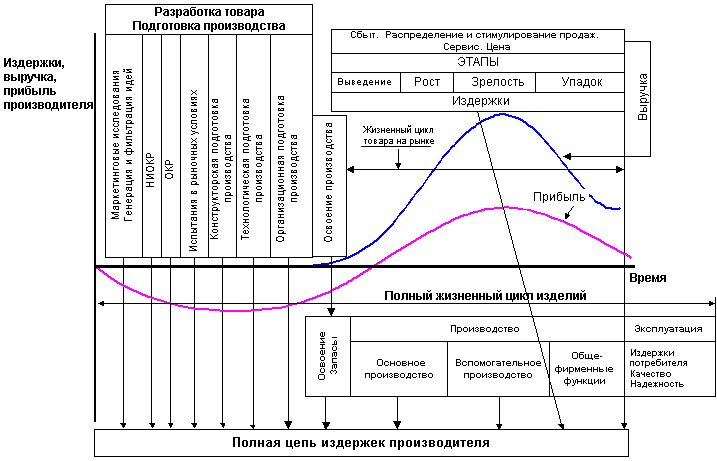 Разработка товара
Подготовка производства
Издержки,
выручка,
прибыль
производителя
Маркетинговые исследования
Генерация и фильтрация идей
НИОКР
ОКР
Испытания в рыночных условиях
Конструкторская подготовка
производства
Технологическая подготовка
производства
Организационная подготовка
производства
Освоение производства
Сбыт. Распределение и стимулирование продаж.
Сервис. Цена
ЭТАПЫ
Выведение
Рост
Зрелость
Упадок
Издержки
Выручка
Жизненный цикл
товара на рынке
Прибыль
Время
Полный жизненный цикл изделий
Освоение
Запасы
Производство
Эксплуатация
Основное
производство
Вспомогательное
производство
Обще-
фирменные
функции
Издержки
потребителя
Качество
Надежность
Полная цепь издержек производителя